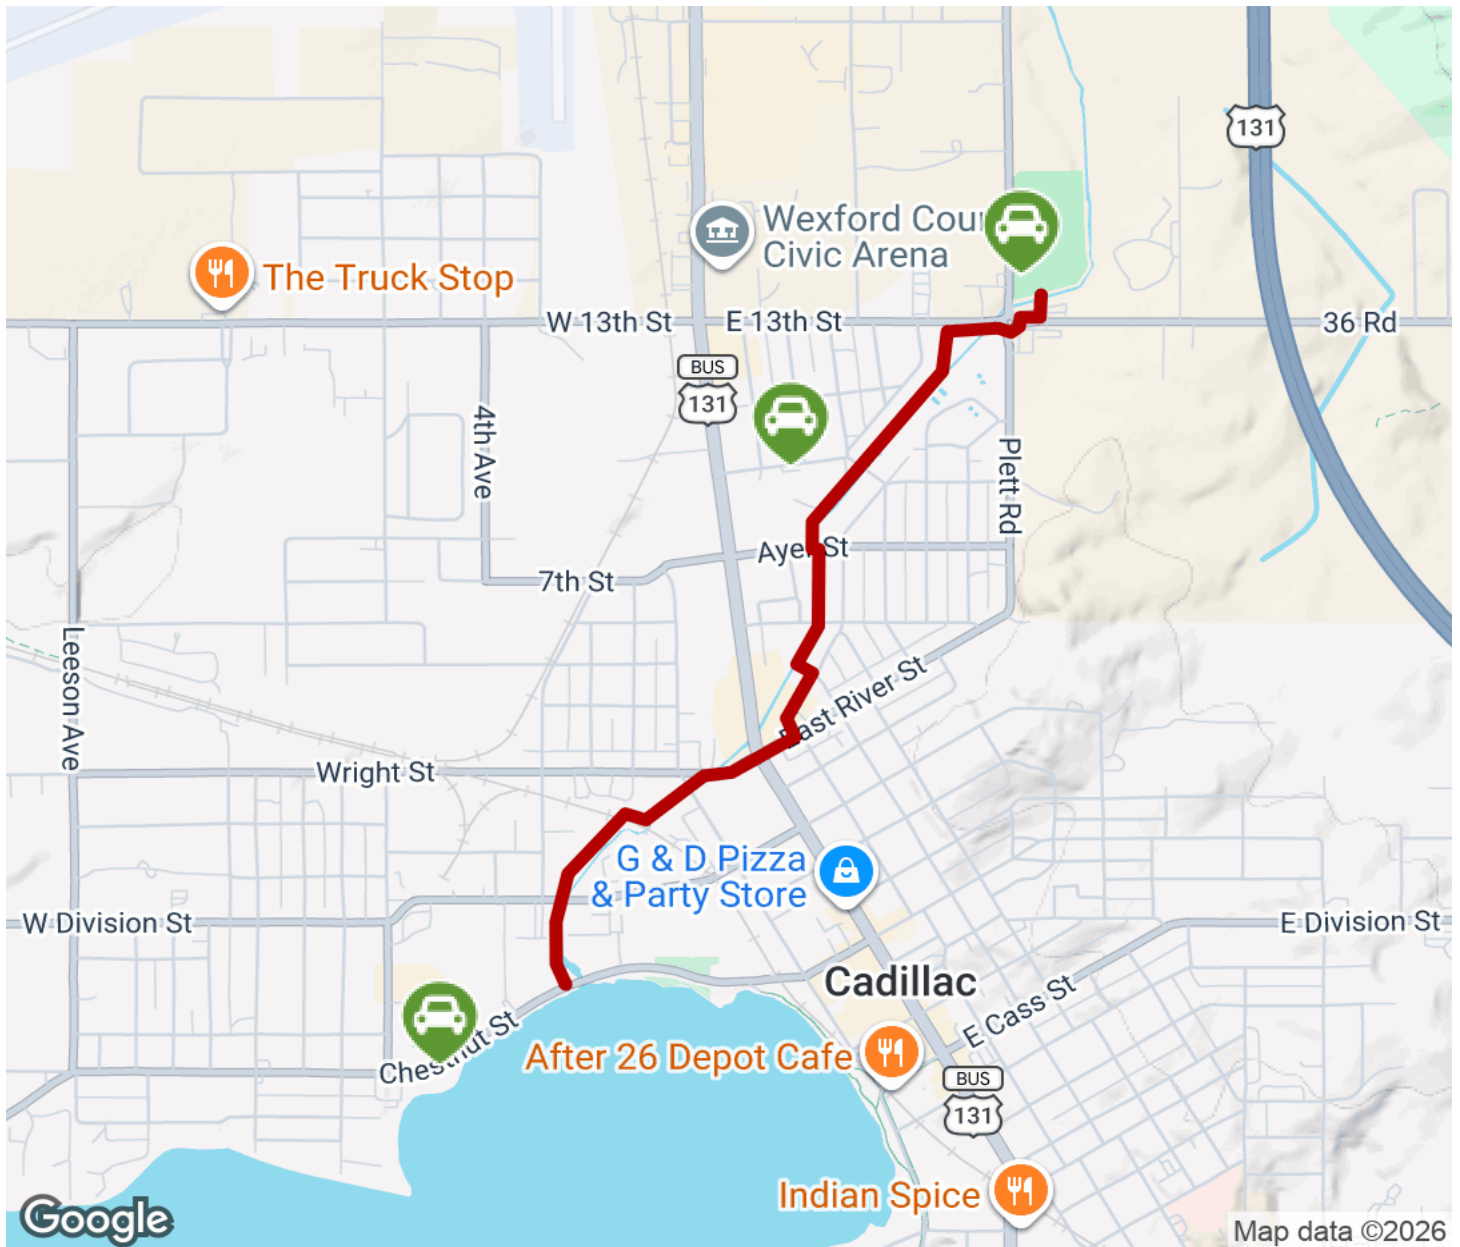 131
Wexford Cou
Civic Arena
The Truck Stop
W 13th St
E 13th St
36 Rd
BUS
131
4th Ave
Plett Rd
Ayer St
7th St
Leeson Ave
East River St
Wright St
G & D Pizza
& Party Store
W Division St
E Division St
Cadillac
E Cass St
Chestnut St
After 26 Depot Cafe
BUS
131
Indian Spice
Google
Map data ©2026